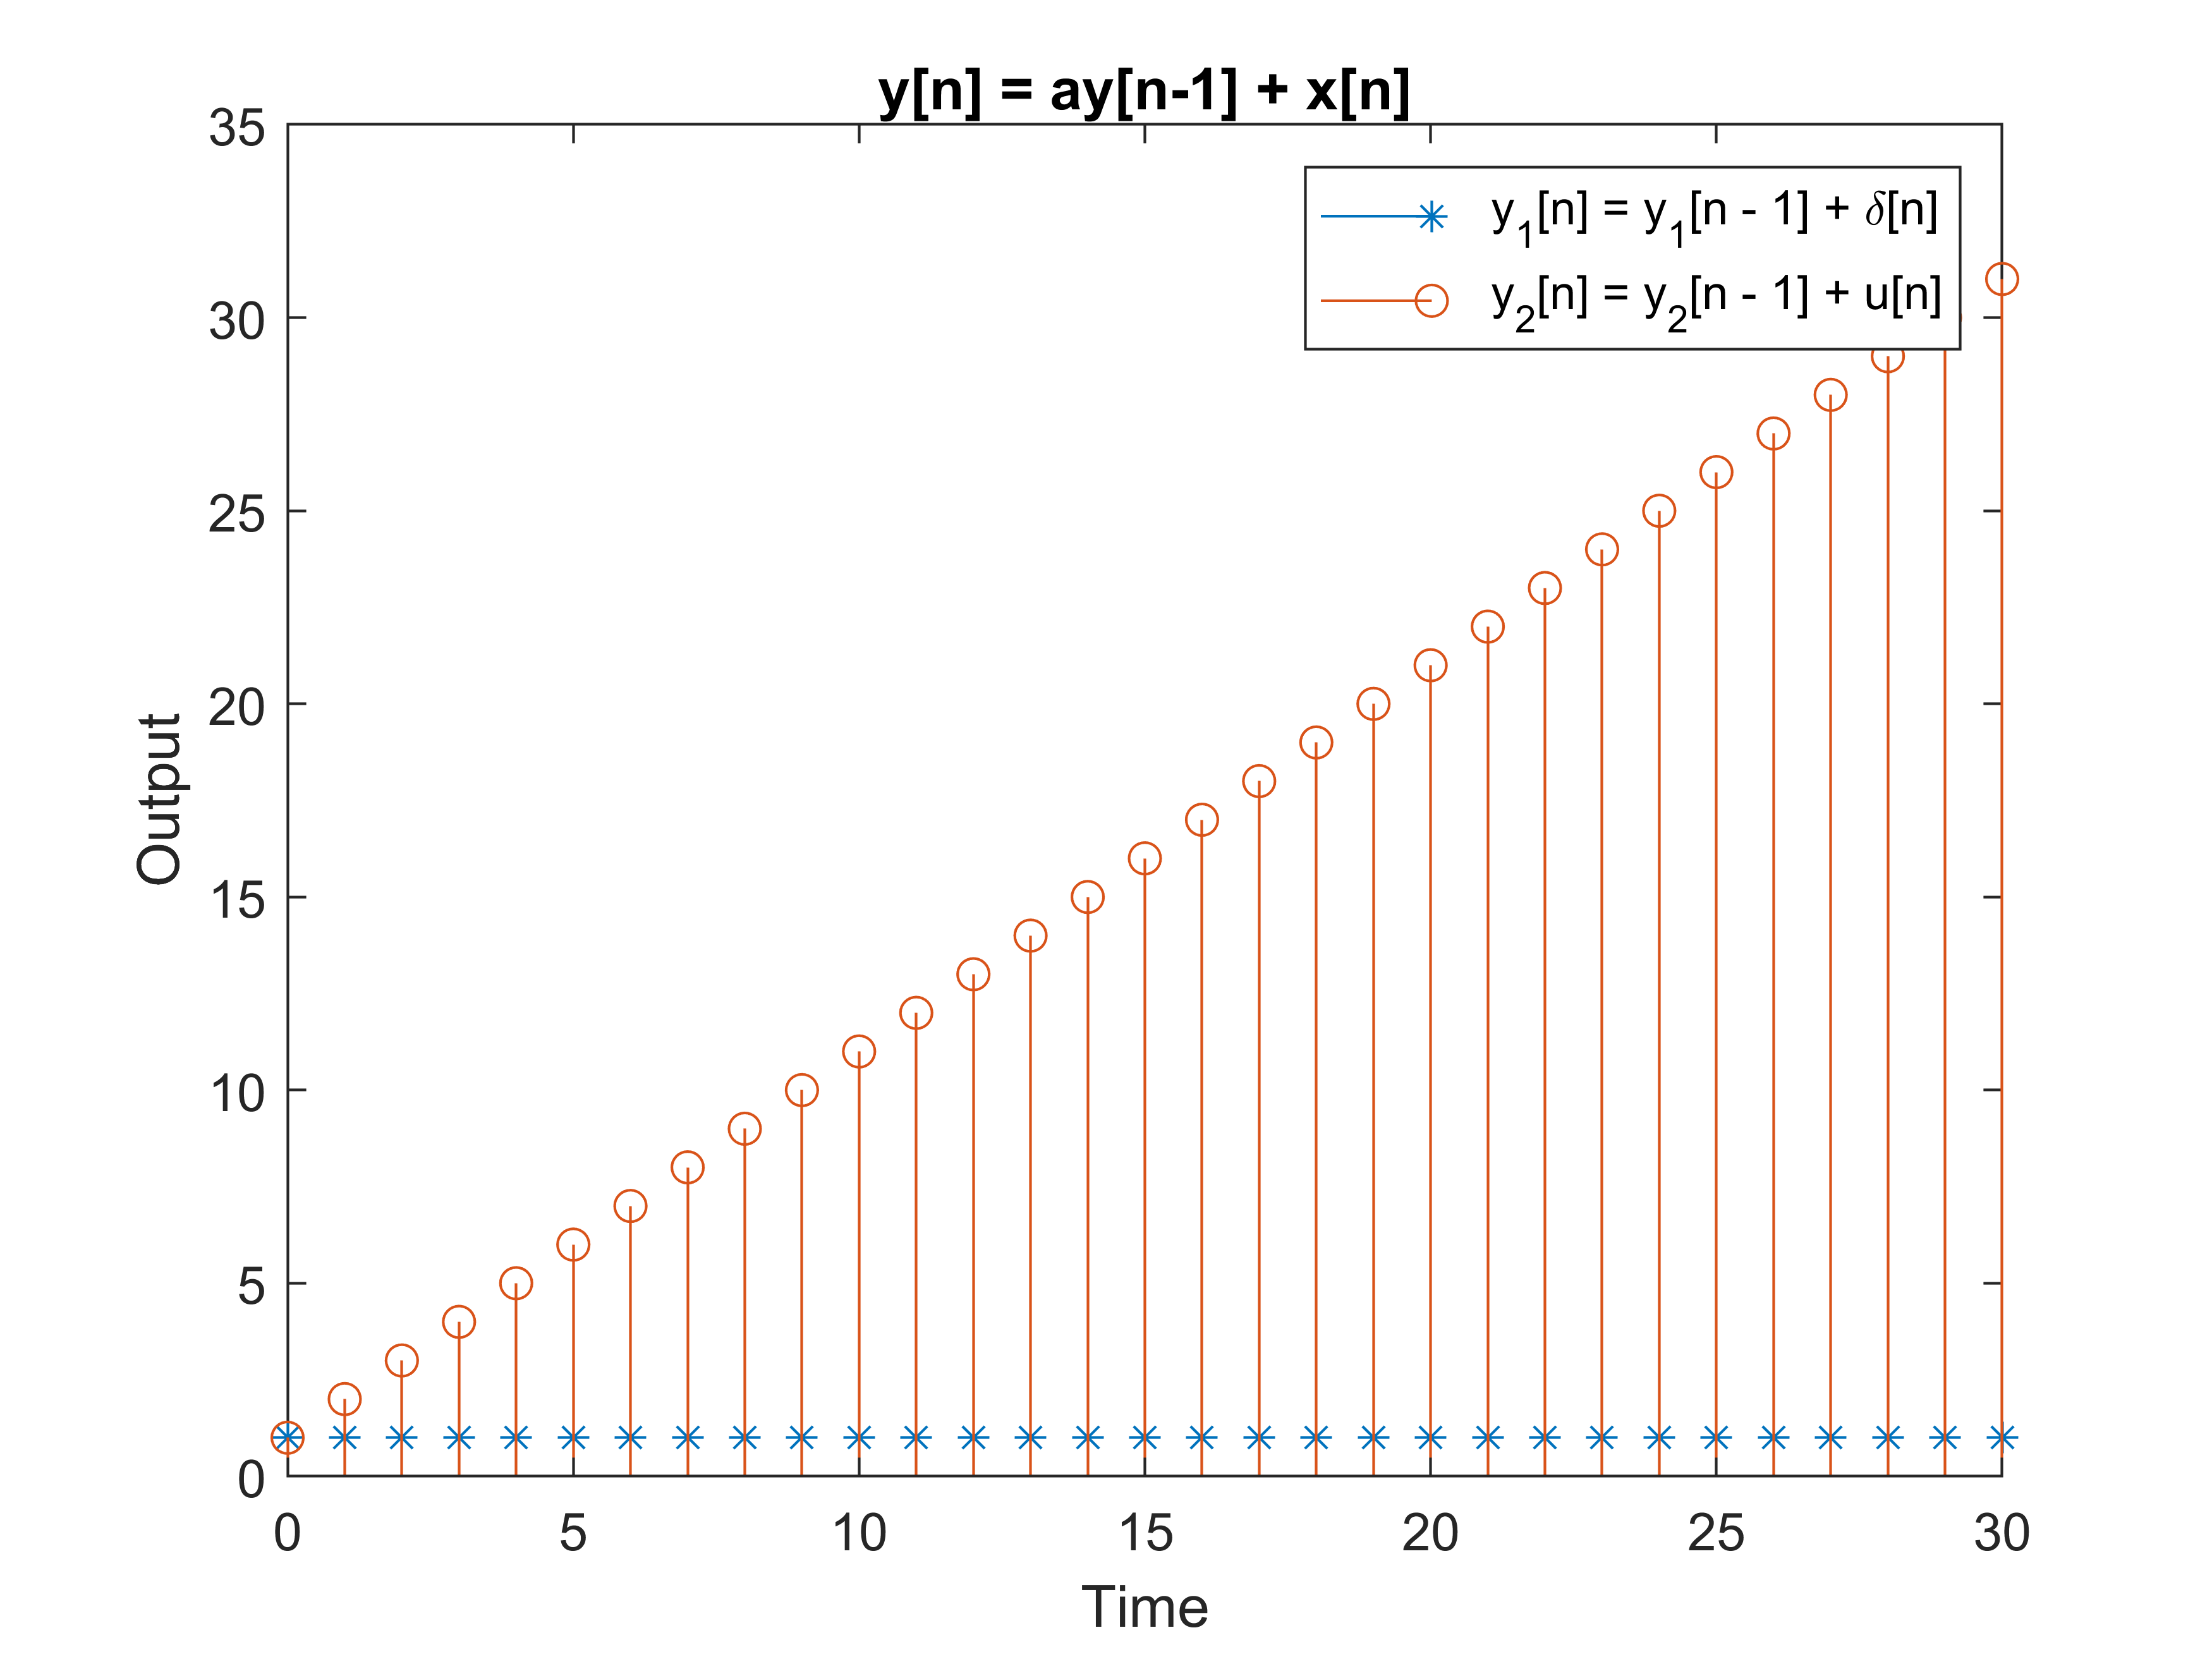 y[n] = ay[n-1] + x[n]
35
30
25
20
15
10
5
0
Output
y₁[n] = y₁[n - 1] + δ[n]
y₂[n] = y₂[n - 1] + u[n]
0 5 10 15 20 25 30
Time